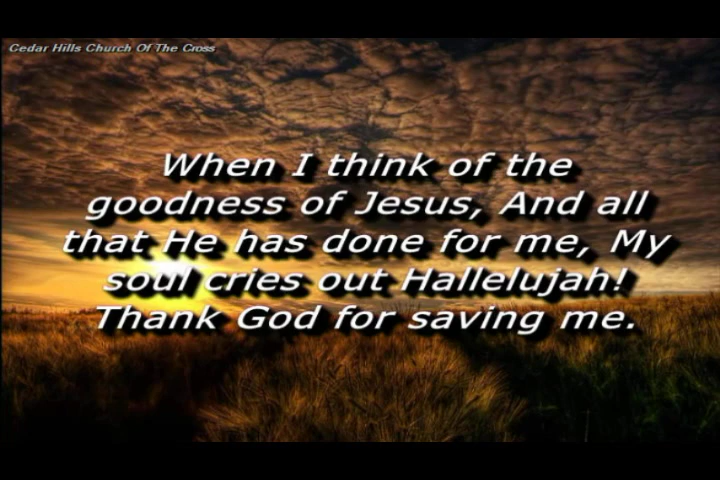 Cedar Hills Church Of The Cross
When I think of the
goodness of Jesus, And all
that He has done for me, My
soul cries out Hallelujah!
Thank God for saving me.